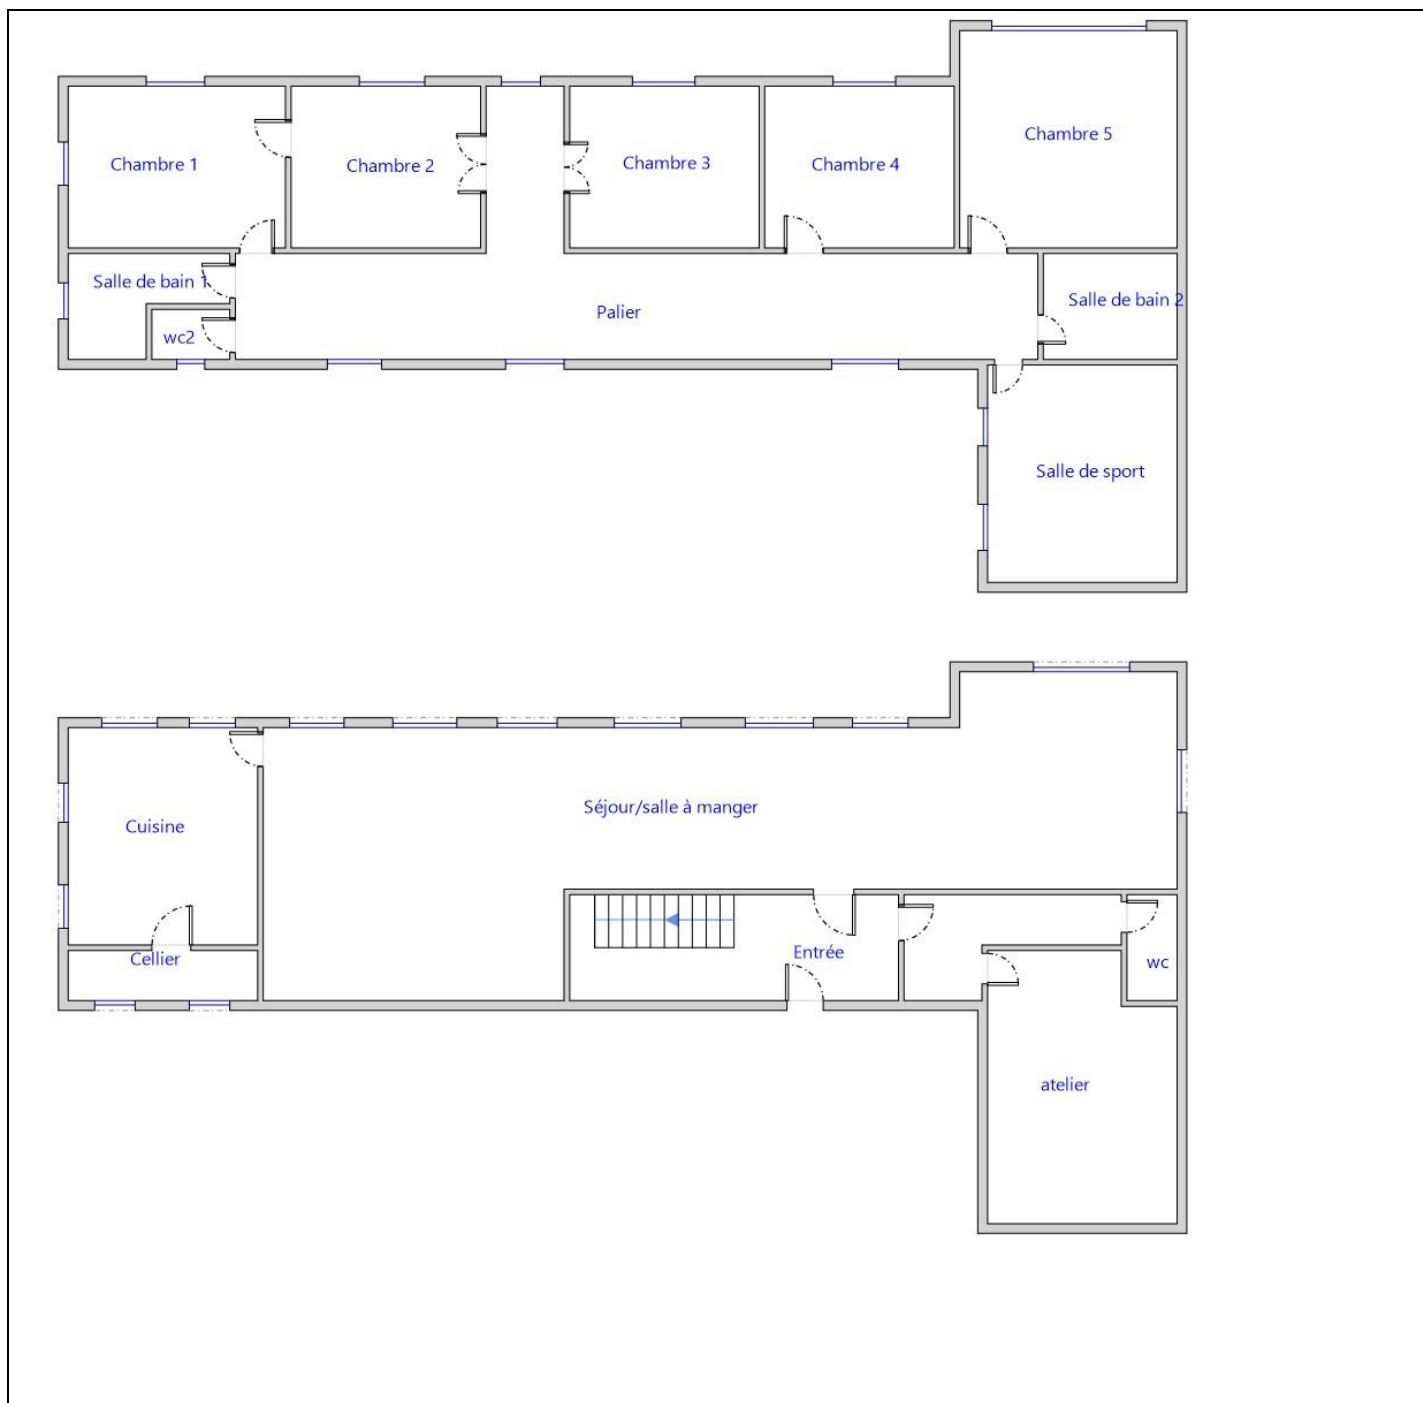 Chambre 1
Chambre 2
Chambre 3
Chambre 4
Chambre 5
Salle de bain 1
wc2
Palier
Salle de bain 2
Salle de sport
Cuisine
Séjour/salle à manger
Cellier
Entrée
wc
atelier